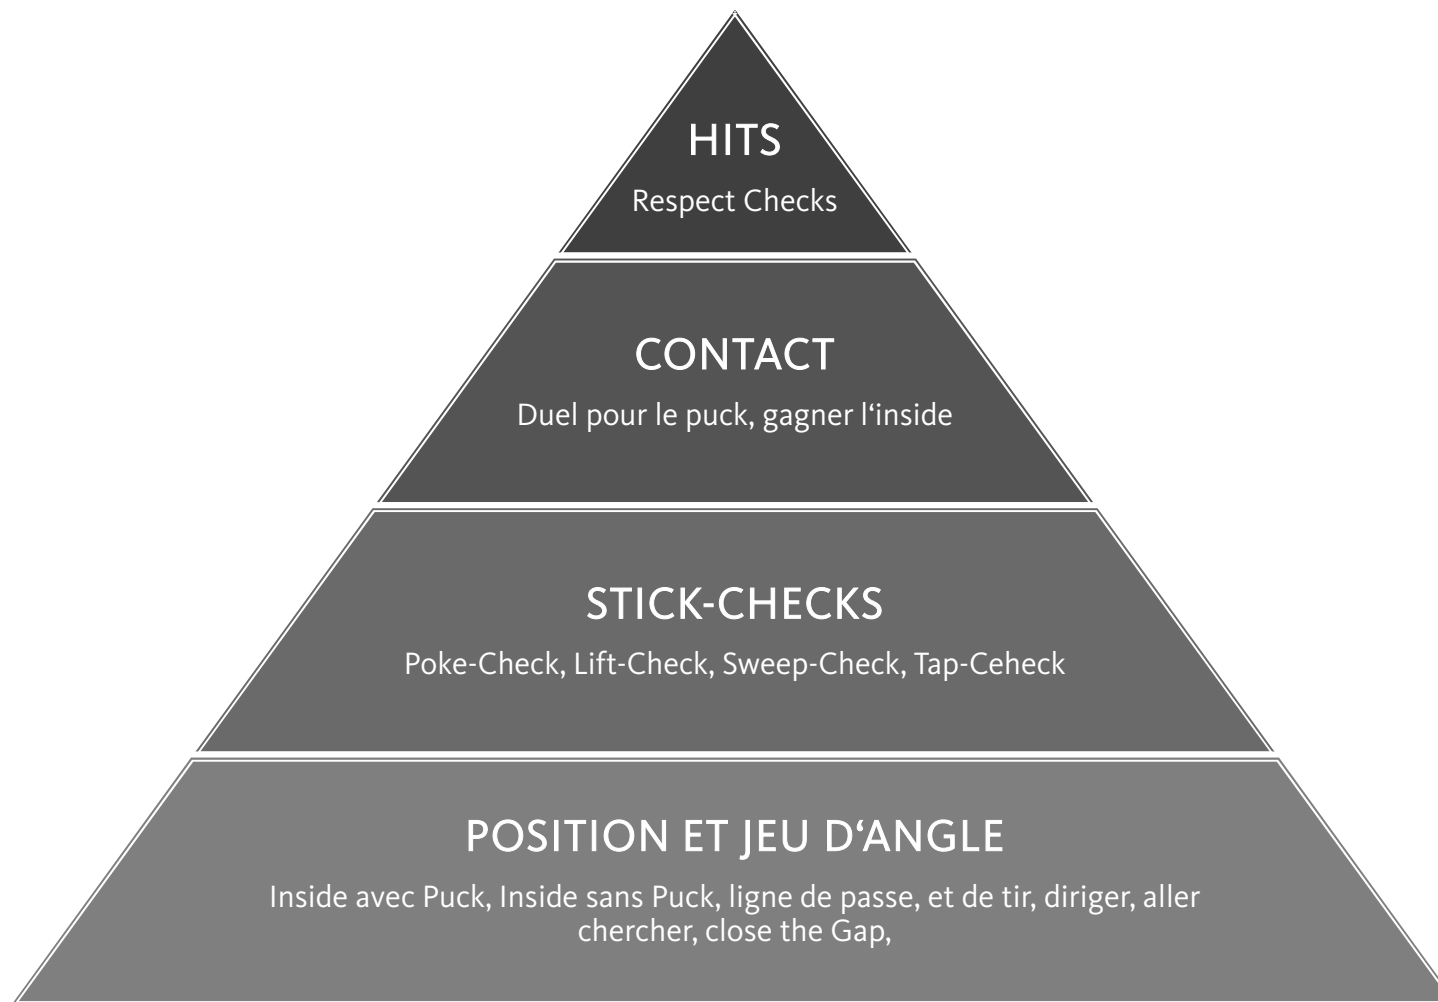 HITS
Respect Checks
CONTACT
Duel pour le puck, gagner l‘inside
STICK-CHECKS
Poke-Check, Lift-Check, Sweep-Check, Tap-Ceheck
POSITION ET JEU D‘ANGLE
Inside avec Puck, Inside sans Puck, ligne de passe, et de tir, diriger, aller
chercher, close the Gap,